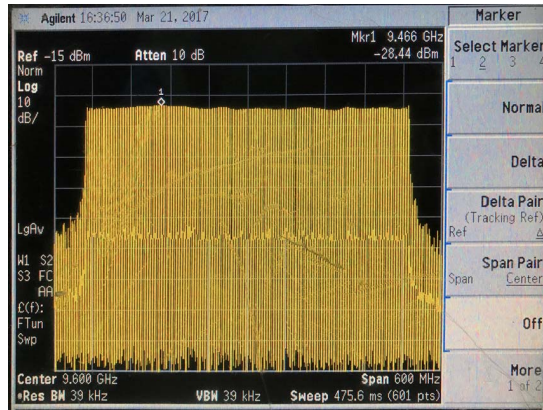 Agilent 16:36:50 Mar 21, 2017
Marker
Mkr1 9.466 GHz
Ref -15 dBm
Atten 10 dB
-28.44 dBm
Norm
Log
10
dB/
1
LgAv
W1 S2
S3 FC
AA
£(f):
FTun
Swp
Center 9.600 GHz
Span 600 MHz
•Res BW 39 kHz
VBW 39 kHz
Sweep 475.6 ms (601 pts)
Select Marker
1 2 3 4
Normal
Delta
Delta Pair
(Tracking Ref)
Ref Δ
Span Pair
Span Center
Off
More
1 of 2